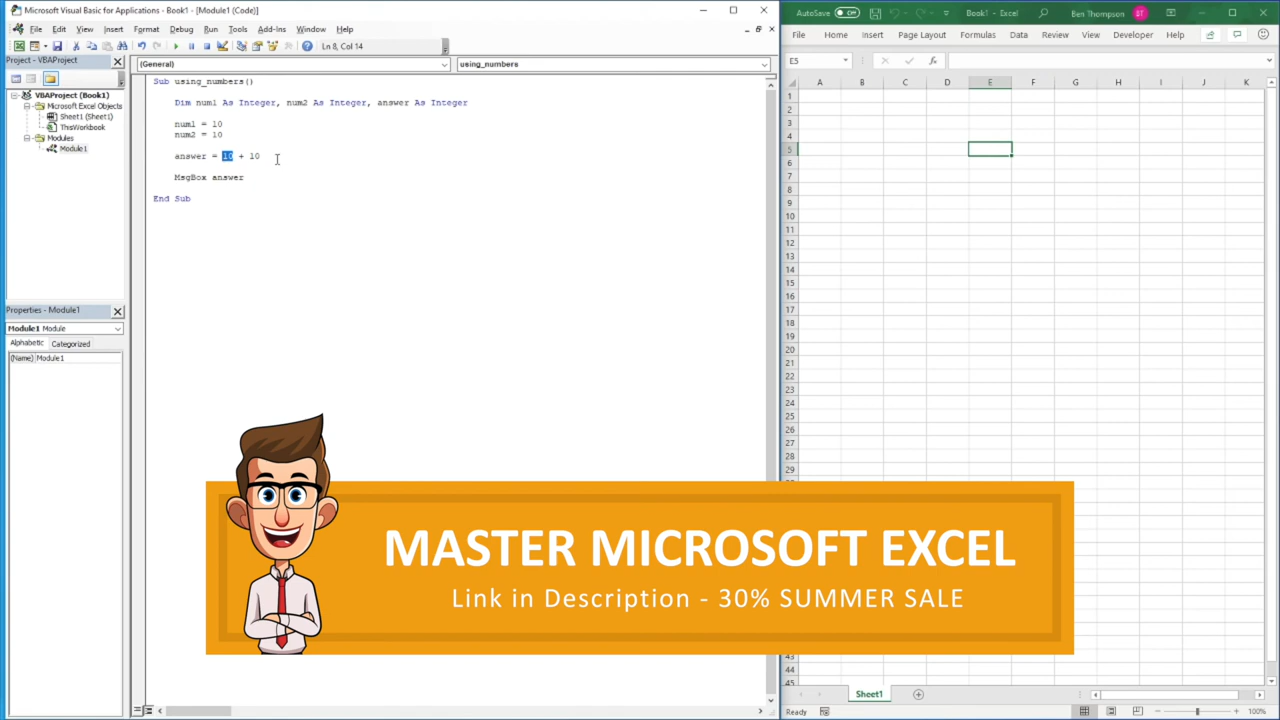 Microsoft Visual Basic for Applications - Book1 - [Module1 (Code)]
File Edit View Insert Format Debug Run Tools Add-Ins Window Help
Ln 8, Col 14
Project - VBAProject
(General)
using_numbers
VBAProject (Book1)
Microsoft Excel Objects
Sheet1 (Sheet1)
ThisWorkbook
Modules
Module1
Sub using_numbers()
Dim num1 As Integer, num2 As Integer, answer As Integer
num1 = 10
num2 = 10
answer = 10 + 10
MsgBox answer
End Sub
Properties - Module1
Module1 Module
Alphabetic Categorized
(Name) Module1
AutoSave Off
Book1 - Excel
Ben Thompson BT
File Home Insert Page Layout Formulas Data Review View Developer Help
E5
fx
A B C D E F G H I J K
1
2
3
4
5
6
7
8
9
10
11
12
13
14
15
16
17
18
19
20
21
22
23
24
25
26
27
28
29
43
44
45
MASTER MICROSOFT EXCEL
Link in Description - 30% SUMMER SALE
Sheet1
Ready
100%